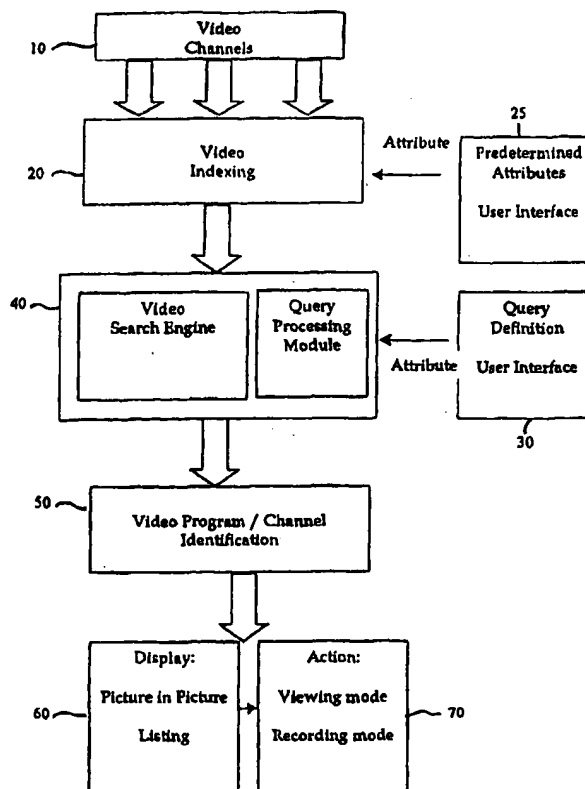 10
Video
Channels
20
Video
Indexing
Attribute
25
Predetermined
Attributes
User Interface
40
Video
Search Engine
Query
Processing
Module
Attribute
Query
Definition
User Interface
30
50
Video Program / Channel
Identification
60
Display:
Picture in Picture
Listing
Action:
Viewing mode
Recording mode
70